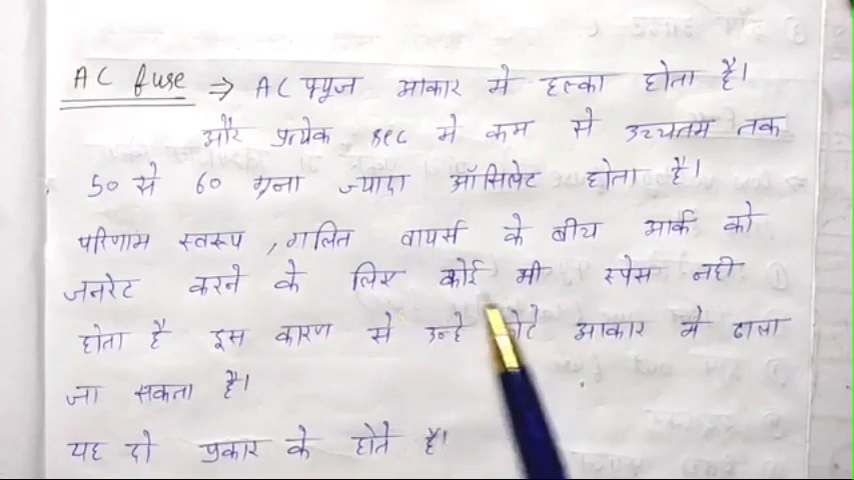 AC fuse ⇒ AC फ्यूज आकार मे हल्का होता है।
और प्रत्येक sec मे कम से उच्चतम तक
50 से 60 गुना ज्यादा ऑसिलेट होता है।
परिणाम स्वरूप , गलित वायर्स के बीच आर्क को
जनरेट करने के लिए कोई भी स्पेस नही
होता है इस कारण से उन्हे छोटे आकार मे ढाला
जा सकता है।
यह दो प्रकार के होते है।